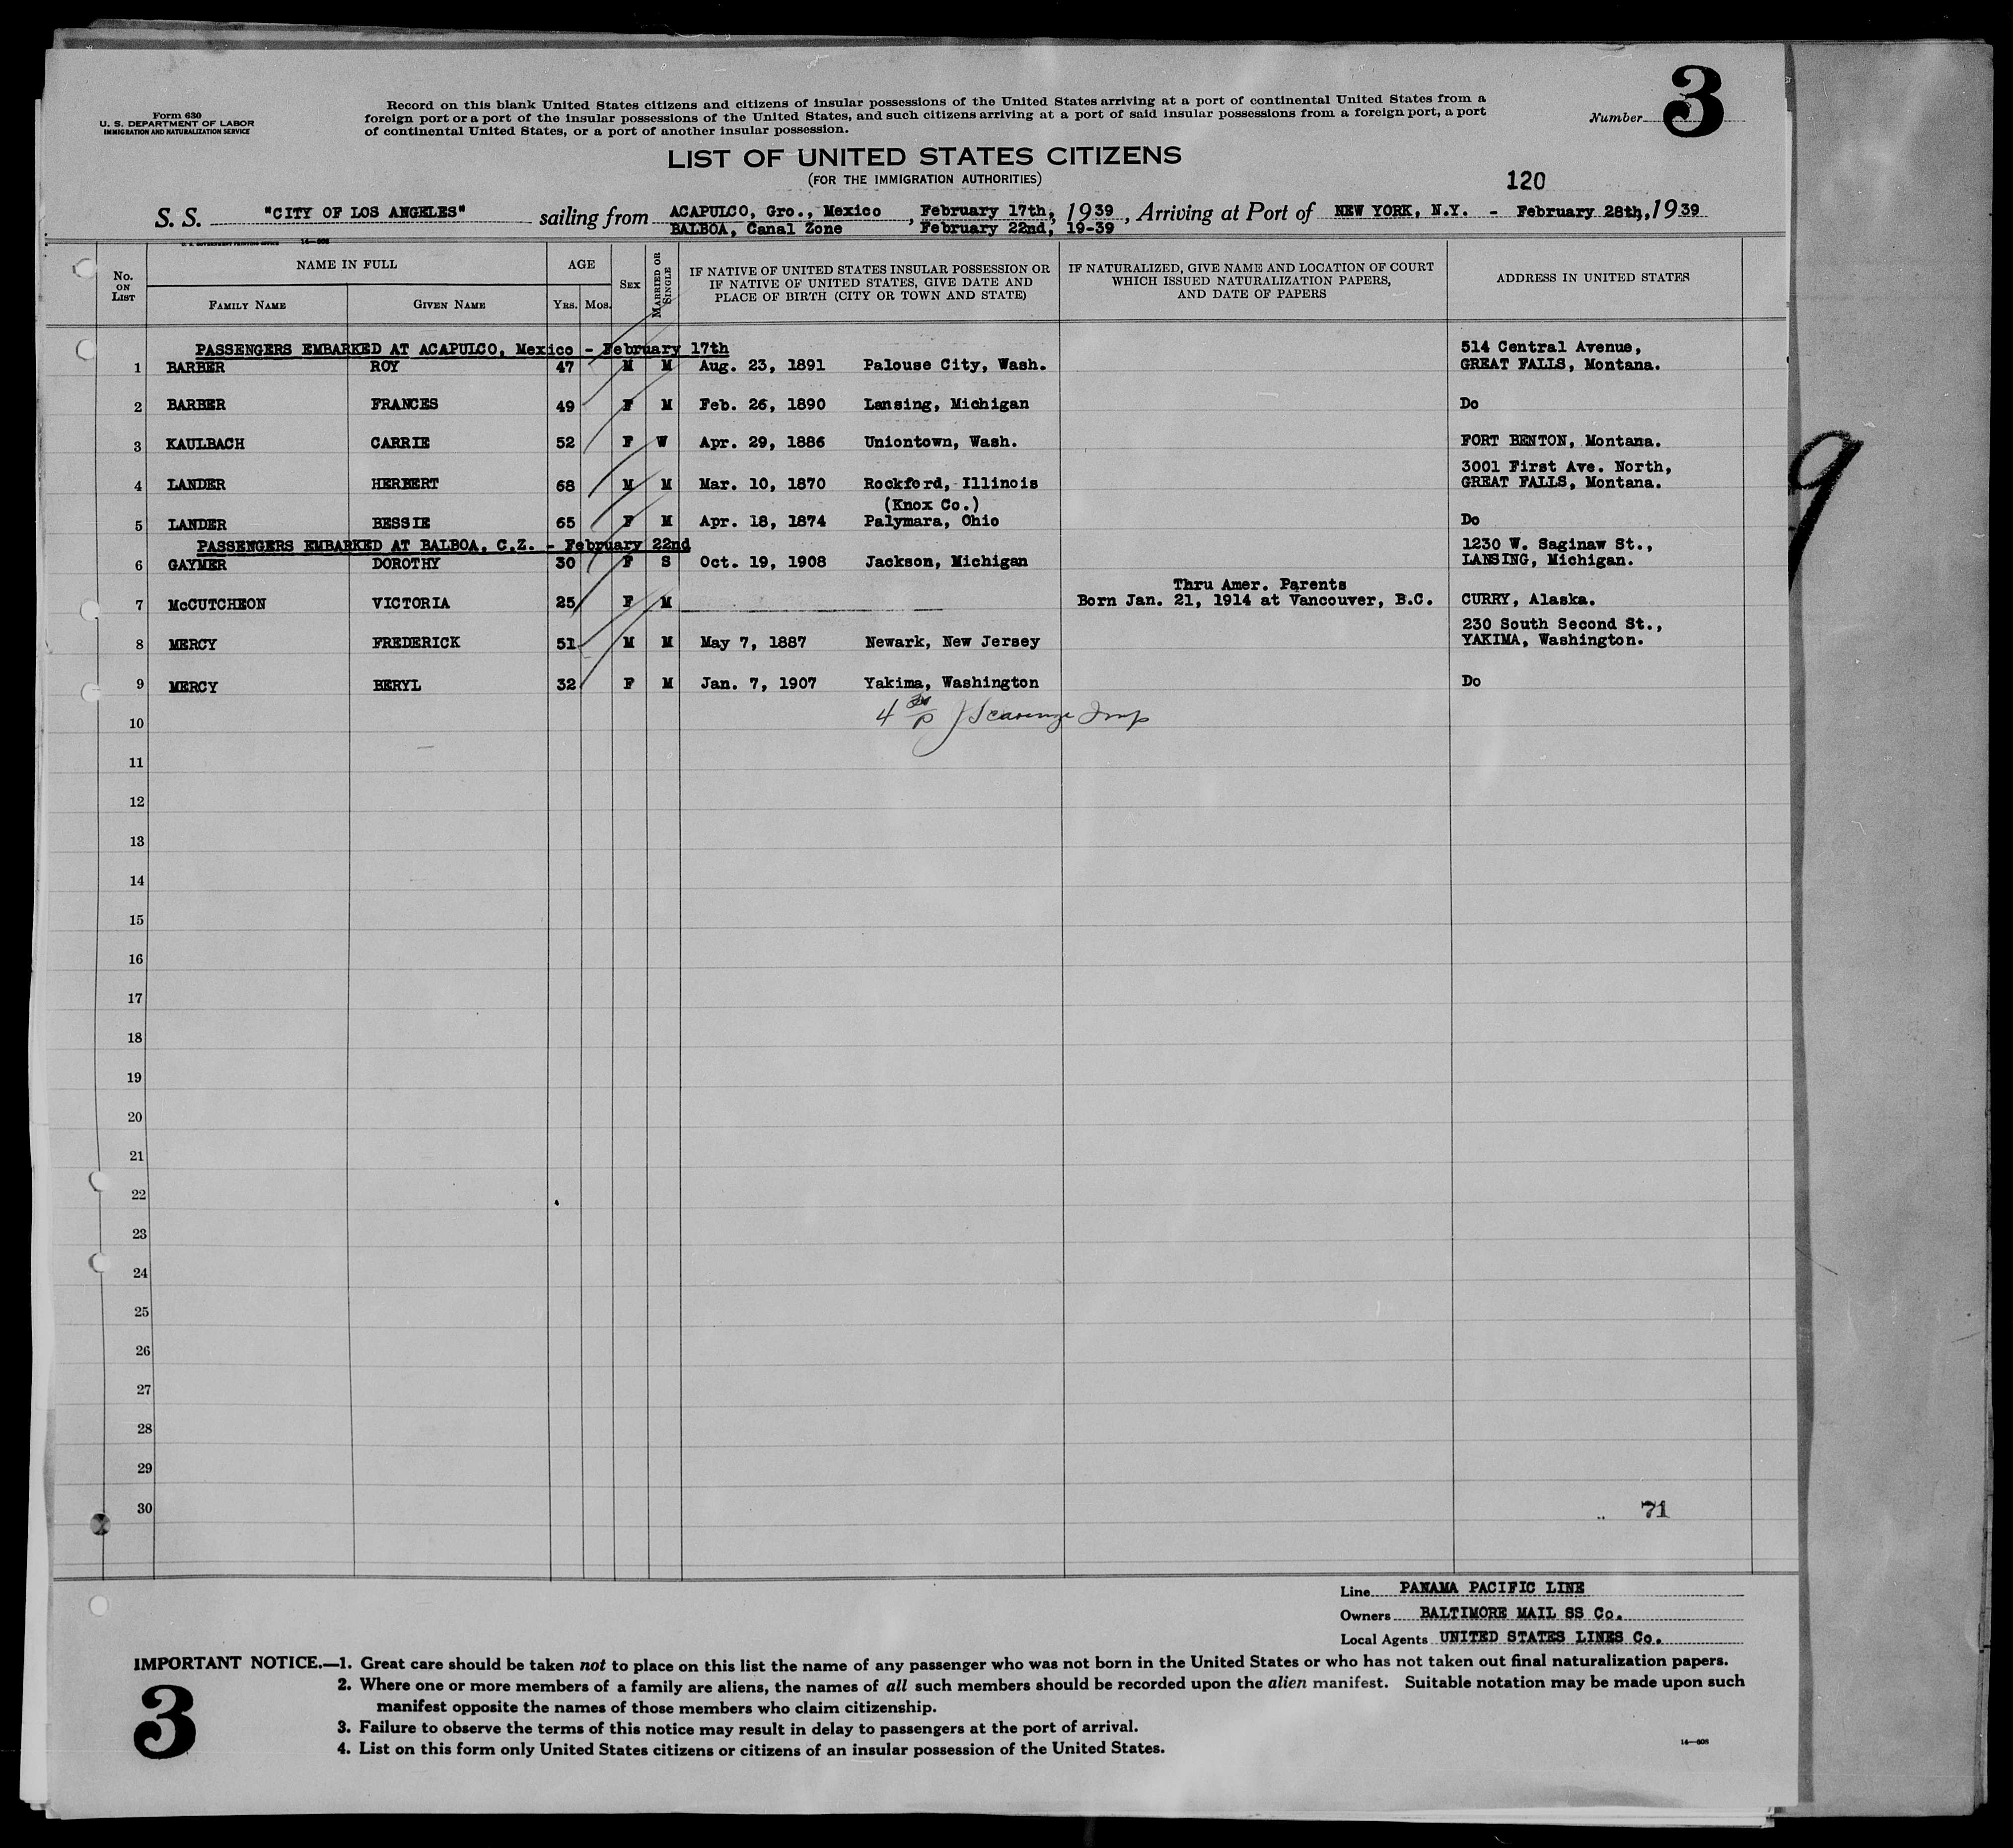 Form 630
U. S. DEPARTMENT OF LABOR
IMMIGRATION AND NATURALIZATION SERVICE
Record on this blank United States citizens and citizens of insular possessions of the United States arriving at a port of continental United States from a
foreign port or a port of the insular possessions of the United States, and such citizens arriving at a port of said insular possessions from a foreign port, a port
of continental United States, or a port of another insular possession.
Number 3
LIST OF UNITED STATES CITIZENS
(FOR THE IMMIGRATION AUTHORITIES)
120
S. S. "CITY OF LOS ANGELES" sailing from ACAPULCO, Gro., Mexico, February 17th, 1939, Arriving at Port of NEW YORK, N.Y. - February 28th, 1939
BALBOA, Canal Zone February 22nd, 19-39
U. S. GOVERNMENT PRINTING OFFICE 14—608
No. ON LIST
NAME IN FULL
FAMILY NAME GIVEN NAME
AGE
YRS. MOS.
SEX
MARRIED OR SINGLE
IF NATIVE OF UNITED STATES INSULAR POSSESSION OR
IF NATIVE OF UNITED STATES, GIVE DATE AND
PLACE OF BIRTH (CITY OR TOWN AND STATE)
IF NATURALIZED, GIVE NAME AND LOCATION OF COURT
WHICH ISSUED NATURALIZATION PAPERS,
AND DATE OF PAPERS
ADDRESS IN UNITED STATES
PASSENGERS EMBARKED AT ACAPULCO, Mexico - February 17th
514 Central Avenue,
1 BARBER ROY 47 M M Aug. 23, 1891 Palouse City, Wash. GREAT FALLS, Montana.
2 BARBER FRANCES 49 F M Feb. 26, 1890 Lansing, Michigan Do
3 KAULBACH CARRIE 52 F W Apr. 29, 1886 Uniontown, Wash. FORT BENTON, Montana.
3001 First Ave. North,
4 LANDER HERBERT 68 M M Mar. 10, 1870 Rockford, Illinois GREAT FALLS, Montana.
(Knox Co.)
5 LANDER BESSIE 65 F M Apr. 18, 1874 Palymara, Ohio Do
PASSENGERS EMBARKED AT BALBOA, C.Z. - February 22nd
1230 W. Saginaw St.,
6 GAYMER DOROTHY 30 F S Oct. 19, 1908 Jackson, Michigan LANSING, Michigan.
Thru Amer. Parents
7 McCUTCHEON VICTORIA 25 F M Born Jan. 21, 1914 at Vancouver, B.C. CURRY, Alaska.
230 South Second St.,
8 MERCY FREDERICK 51 M M May 7, 1887 Newark, New Jersey YAKIMA, Washington.
9 MERCY BERYL 32 F M Jan. 7, 1907 Yakima, Washington Do
10
11
12
13
14
15
16
17
18
19
20
21
22
23
24
25
26
27
28
29
30
71
9
Line PANAMA PACIFIC LINE
Owners BALTIMORE MAIL SS Co.
Local Agents UNITED STATES LINES Co.
IMPORTANT NOTICE.—1. Great care should be taken not to place on this list the name of any passenger who was not born in the United States or who has not taken out final naturalization papers.
2. Where one or more members of a family are aliens, the names of all such members should be recorded upon the alien manifest. Suitable notation may be made upon such
manifest opposite the names of those members who claim citizenship.
3. Failure to observe the terms of this notice may result in delay to passengers at the port of arrival.
4. List on this form only United States citizens or citizens of an insular possession of the United States.
3
14—608